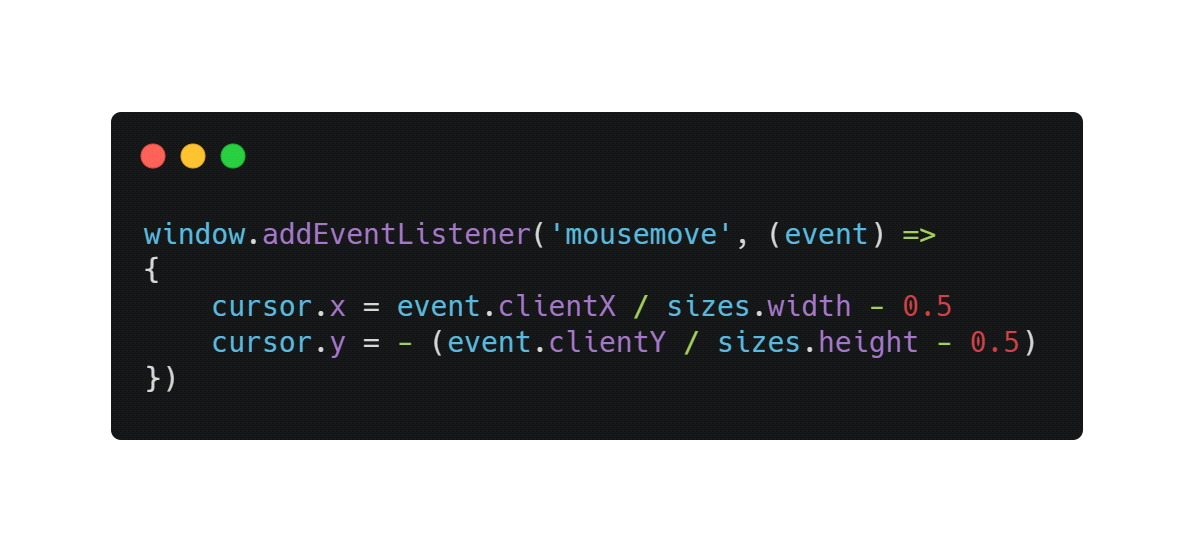 window.addEventListener('mousemove', (event) =>
{
    cursor.x = event.clientX / sizes.width - 0.5
    cursor.y = - (event.clientY / sizes.height - 0.5)
})